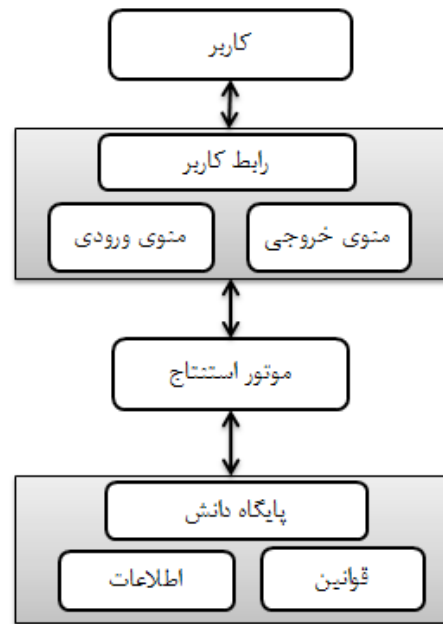 کاربر
رابط کاربر
منوی خروجی
منوی ورودی
موتور استنتاج
پایگاه دانش
قوانین
اطلاعات